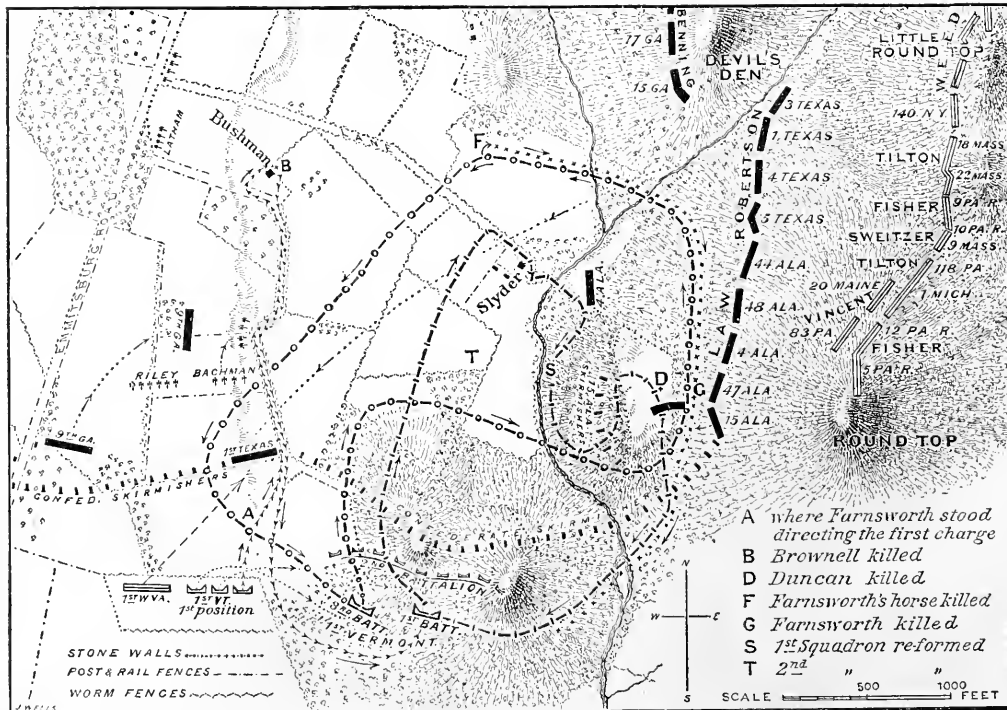 BENNING
17 GA
15 GA
DEVILS
DEN
LITTLE
ROUND TOP
WEED
140 N.Y.
3 TEXAS
1. TEXAS
4 TEXAS
5 TEXAS
ROBERTSON
18 MASS.
TILTON
22 MASS.
FISHER
9 PA. R.
10 PA. R.
SWEITZER
9 MASS.
TILTON
118 PA.
20 MAINE
VINCENT
1 MICH
83 PA
12 PA. R.
FISHER
5 PA. R.
LAW
44 ALA.
48 ALA.
4 ALA.
47 ALA
15 ALA.
ROUND TOP
LATHAM
Bushman
B
F
EMMITSBURG R
Slyder
4 ALA.
T
S
D
G
9TH GA.
RILEY
BACHMAN
9TH GA.
1ST TEXAS
CONFED. SKIRMISHERS
A
SKIRM
BATTALION
1ST W.VA.
1ST VT.
1st position
3RD BATT.
1ST BATT.
1ST VERMONT
STONE WALLS
POST & RAIL FENCES
WORM FENCES
J WELLS
N
W
E
S
A where Farnsworth stood
directing the first charge
B Brownell killed
D Duncan killed
F Farnsworth's horse killed
G Farnsworth killed
S 1st Squadron re-formed
T 2nd " "
SCALE 500 1000 FEET